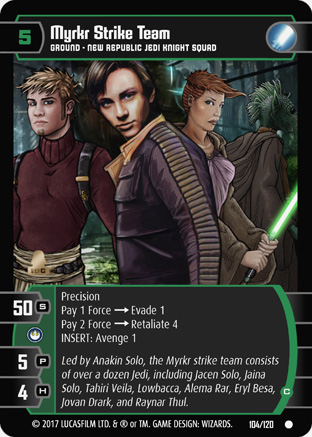 5
Myrkr Strike Team
GROUND - NEW REPUBLIC JEDI KNIGHT SQUAD
50 S
Precision
Pay 1 Force → Evade 1
Pay 2 Force → Retaliate 4
INSERT: Avenge 1
5 P
4 H
Led by Anakin Solo, the Myrkr strike team consists
of over a dozen Jedi, including Jacen Solo, Jaina
Solo, Tahiri Veila, Lowbacca, Alema Rar, Eryl Besa,
Jovan Drark, and Raynar Thul.
C
© 2017 LUCASFILM LTD. & ® or TM. GAME DESIGN: WIZARDS. 104/120